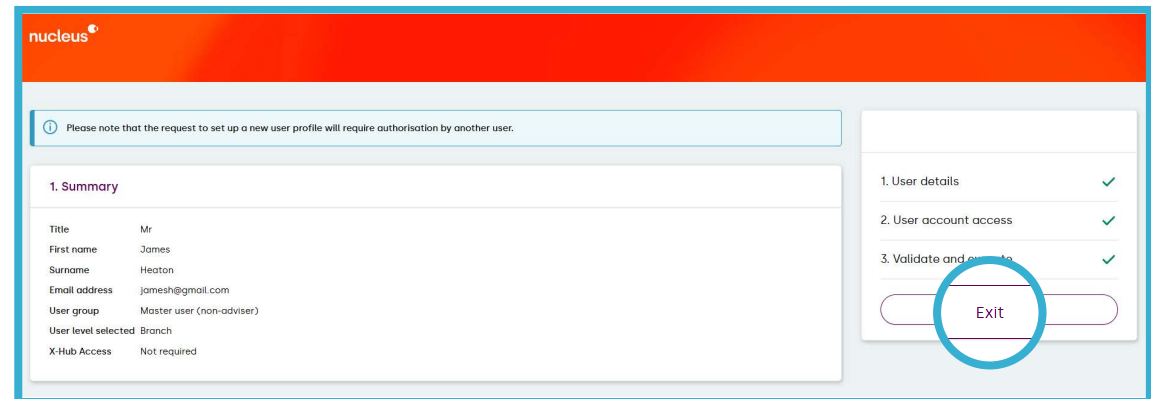 nucleus
Please note that the request to set up a new user profile will require authorisation by another user.
1. Summary
Title Mr
First name James
Surname Heaton
Email address jamesh@gmail.com
User group Master user (non-adviser)
User level selected Branch
X-Hub Access Not required
1. User details
2. User account access
3. Validate and
Exit